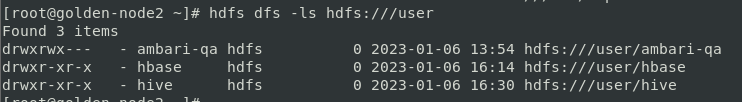 [root@golden-node2 ~]# hdfs dfs -ls hdfs:///user
Found 3 items
drwxrwx---   - ambari-qa hdfs          0 2023-01-06 13:54 hdfs:///user/ambari-qa
drwxr-xr-x   - hbase     hdfs          0 2023-01-06 16:14 hdfs:///user/hbase
drwxr-xr-x   - hive      hdfs          0 2023-01-06 16:30 hdfs:///user/hive
[root@golden-node2 ~]#